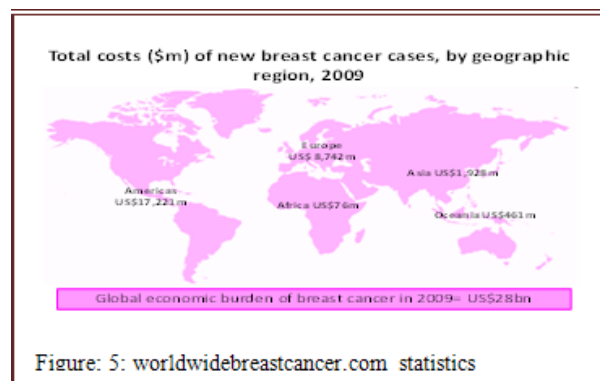 Total costs ($m) of new breast cancer cases, by geographic
region, 2009
Europe
US$ 8,742m
Asia US$1,928m
Americas
US$17,221m
Africa US$76m
Oceania US$461m
Global economic burden of breast cancer in 2009= US$28bn
Figure: 5: worldwidebreastcancer.com statistics